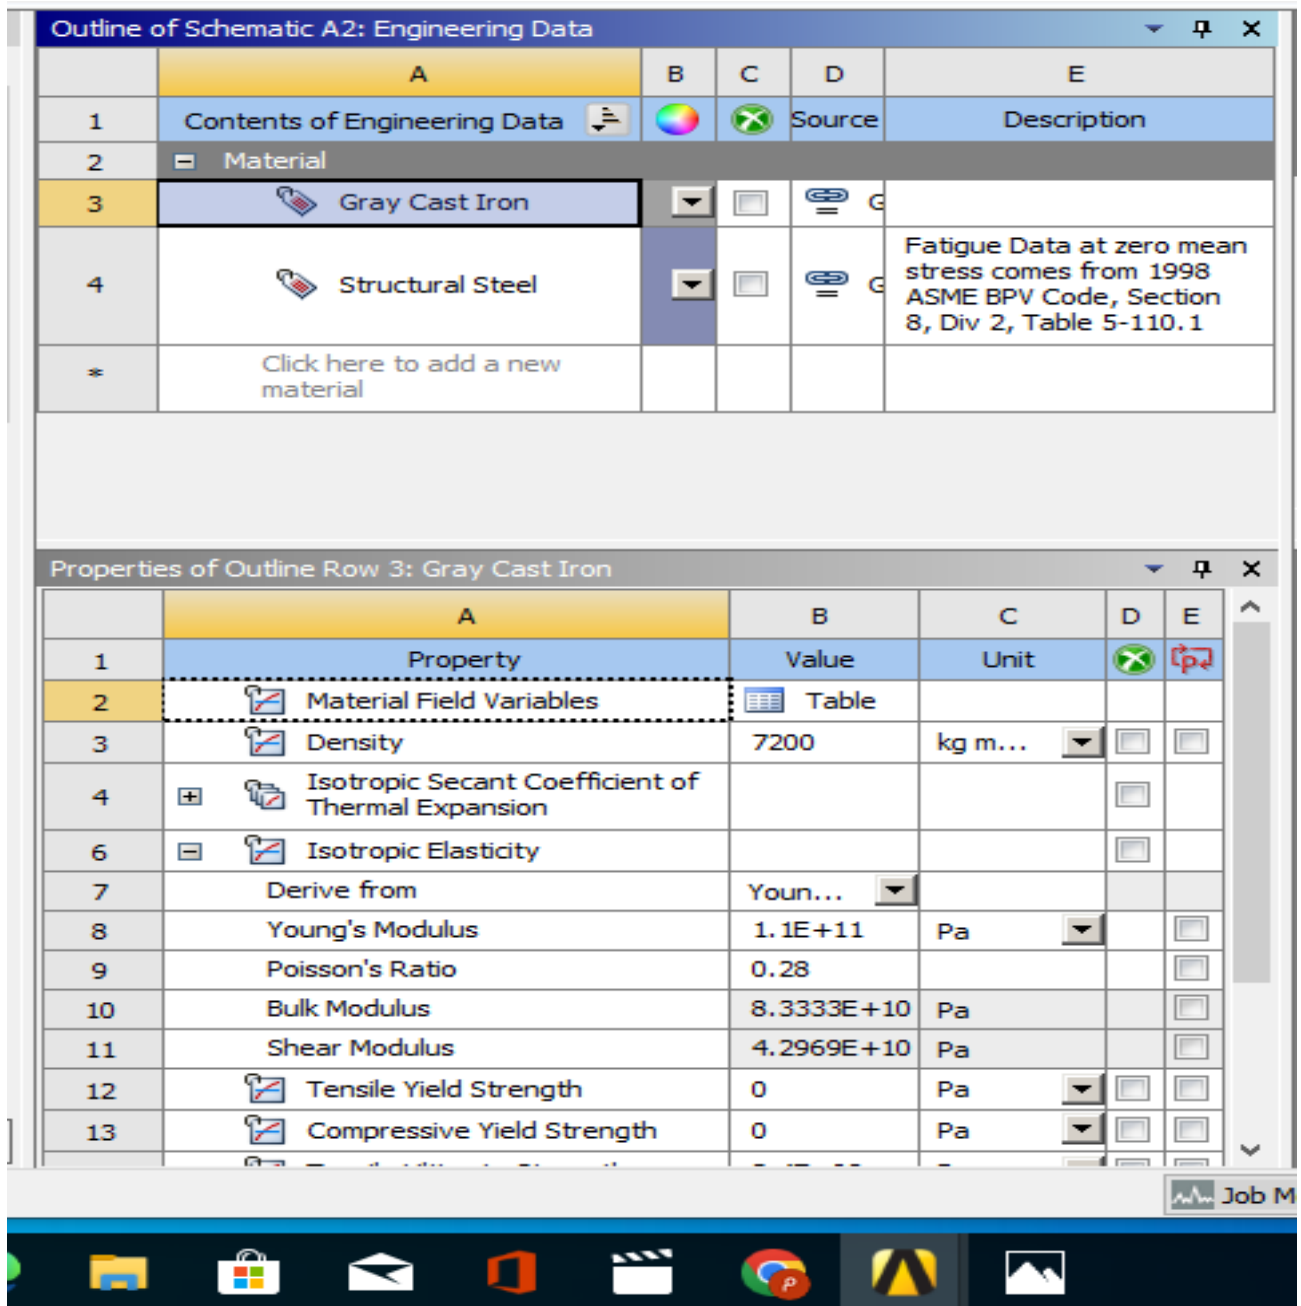 Outline of Schematic A2: Engineering Data
A B C D E
1 Contents of Engineering Data Source Description
2 Material
3 Gray Cast Iron G
4 Structural Steel G Fatigue Data at zero mean
stress comes from 1998
ASME BPV Code, Section
8, Div 2, Table 5-110.1
* Click here to add a new
material
Properties of Outline Row 3: Gray Cast Iron
A B C D E
1 Property Value Unit
2 Material Field Variables Table
3 Density 7200 kg m...
4 Isotropic Secant Coefficient of
Thermal Expansion
6 Isotropic Elasticity
7 Derive from Youn...
8 Young's Modulus 1.1E+11 Pa
9 Poisson's Ratio 0.28
10 Bulk Modulus 8.3333E+10 Pa
11 Shear Modulus 4.2969E+10 Pa
12 Tensile Yield Strength 0 Pa
13 Compressive Yield Strength 0 Pa
Job M